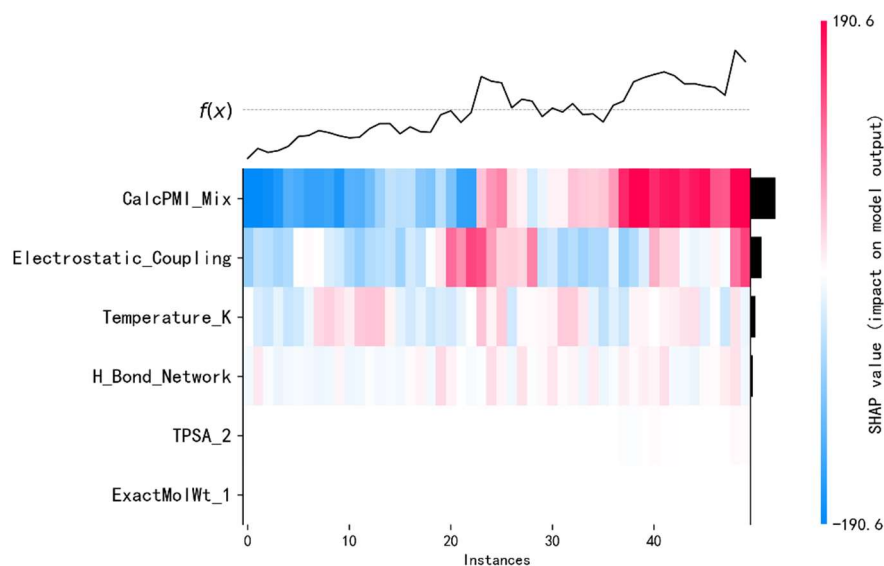 190.6
f(x)
CalcPMI_Mix
Electrostatic_Coupling
Temperature_K
H_Bond_Network
TPSA_2
ExactMolWt_1
0 10 20 30 40
Instances
SHAP value (impact on model output)
-190.6